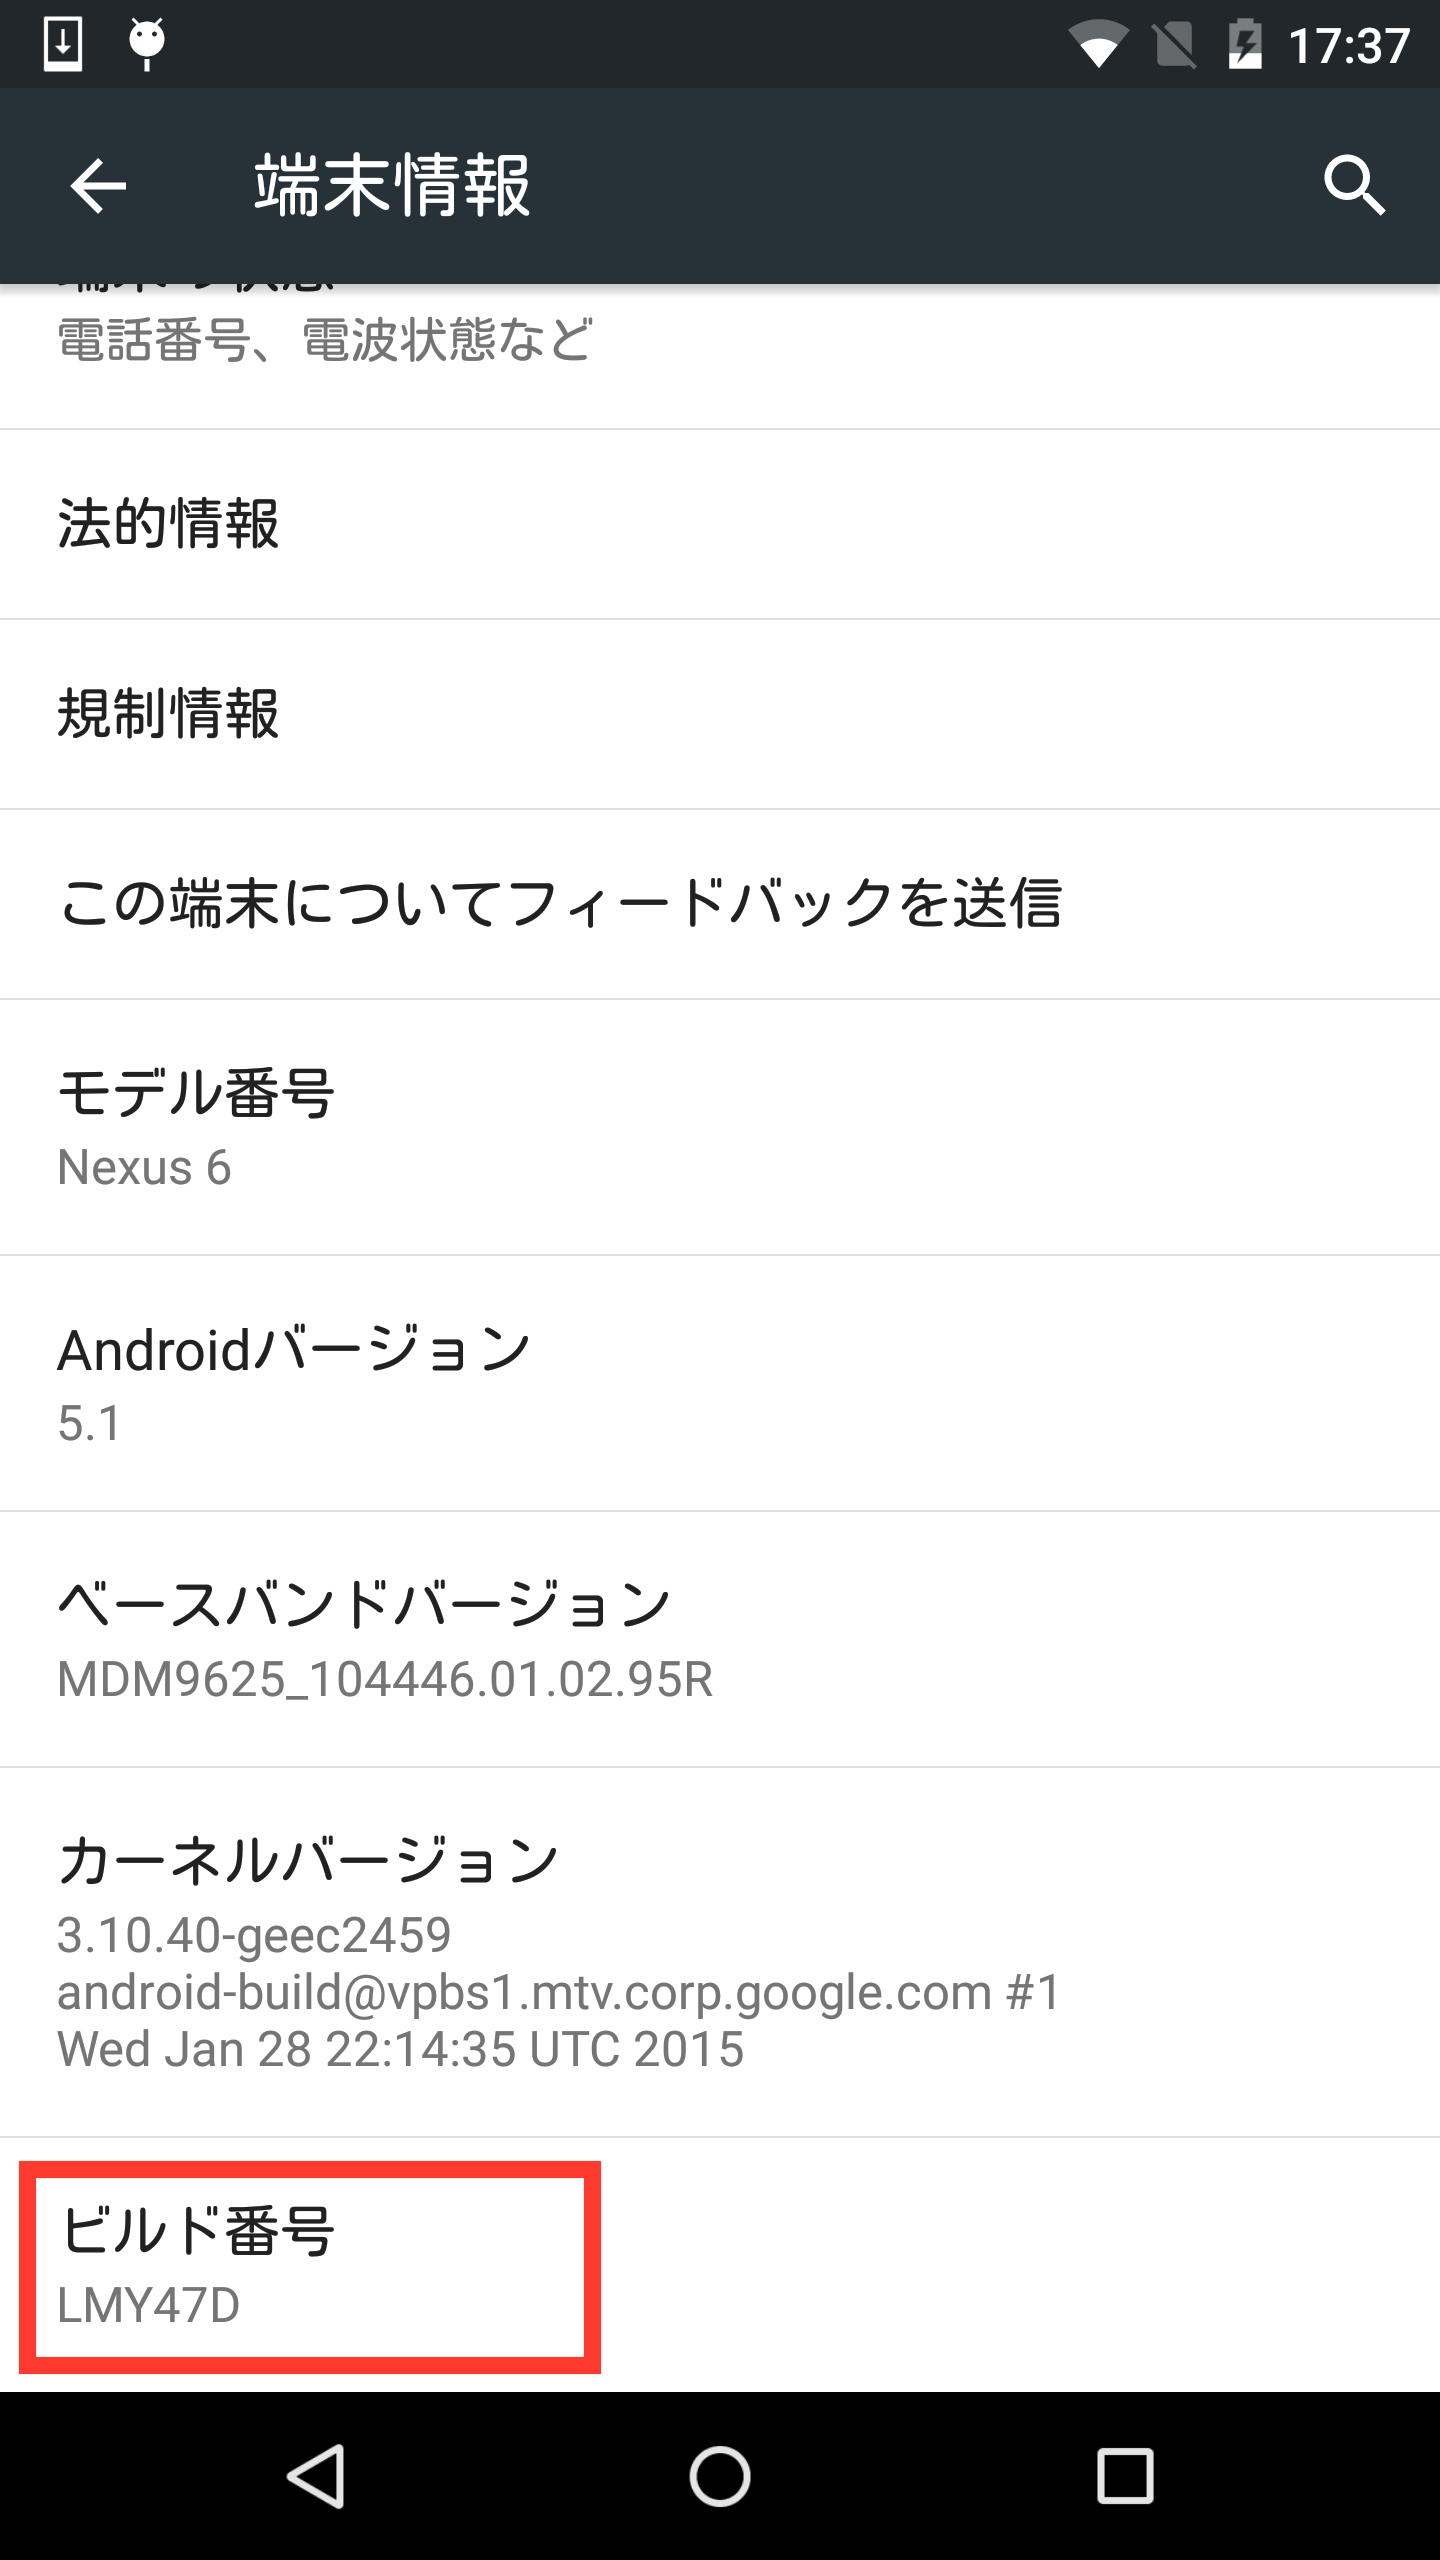 17:37
端末情報
電話番号、電波状態など
法的情報
規制情報
この端末についてフィードバックを送信
モデル番号
Nexus 6
Androidバージョン
5.1
ベースバンドバージョン
MDM9625_104446.01.02.95R
カーネルバージョン
3.10.40-geec2459
android-build@vpbs1.mtv.corp.google.com #1
Wed Jan 28 22:14:35 UTC 2015
ビルド番号
LMY47D